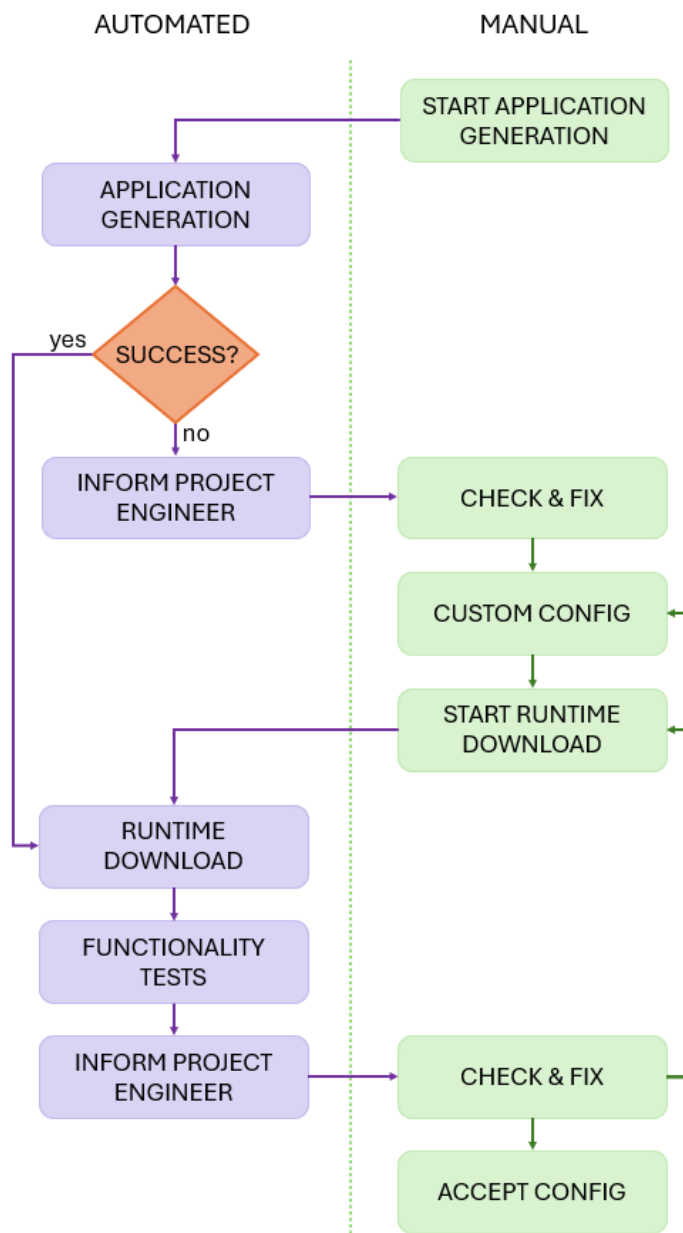 AUTOMATED
MANUAL
START APPLICATION
GENERATION
APPLICATION
GENERATION
yes
SUCCESS?
no
INFORM PROJECT
ENGINEER
CHECK & FIX
CUSTOM CONFIG
START RUNTIME
DOWNLOAD
RUNTIME
DOWNLOAD
FUNCTIONALITY
TESTS
INFORM PROJECT
ENGINEER
CHECK & FIX
ACCEPT CONFIG